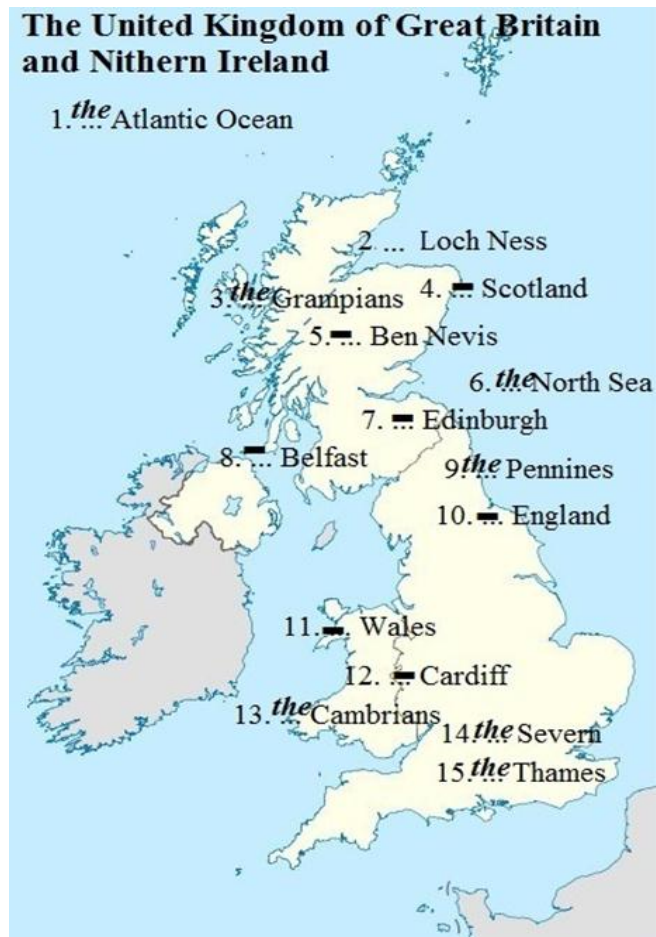 The United Kingdom of Great Britain
and Nithern Ireland
1. the ... Atlantic Ocean
2 ... Loch Ness
3. the ... Grampians
4. – ... Scotland
5. – ... Ben Nevis
6. the ... North Sea
7. – ... Edinburgh
8. – ... Belfast
9. the ... Pennines
10. – ... England
11. – ... Wales
12. – ... Cardiff
13. the ... Cambrians
14. the ... Severn
15. the ... Thames